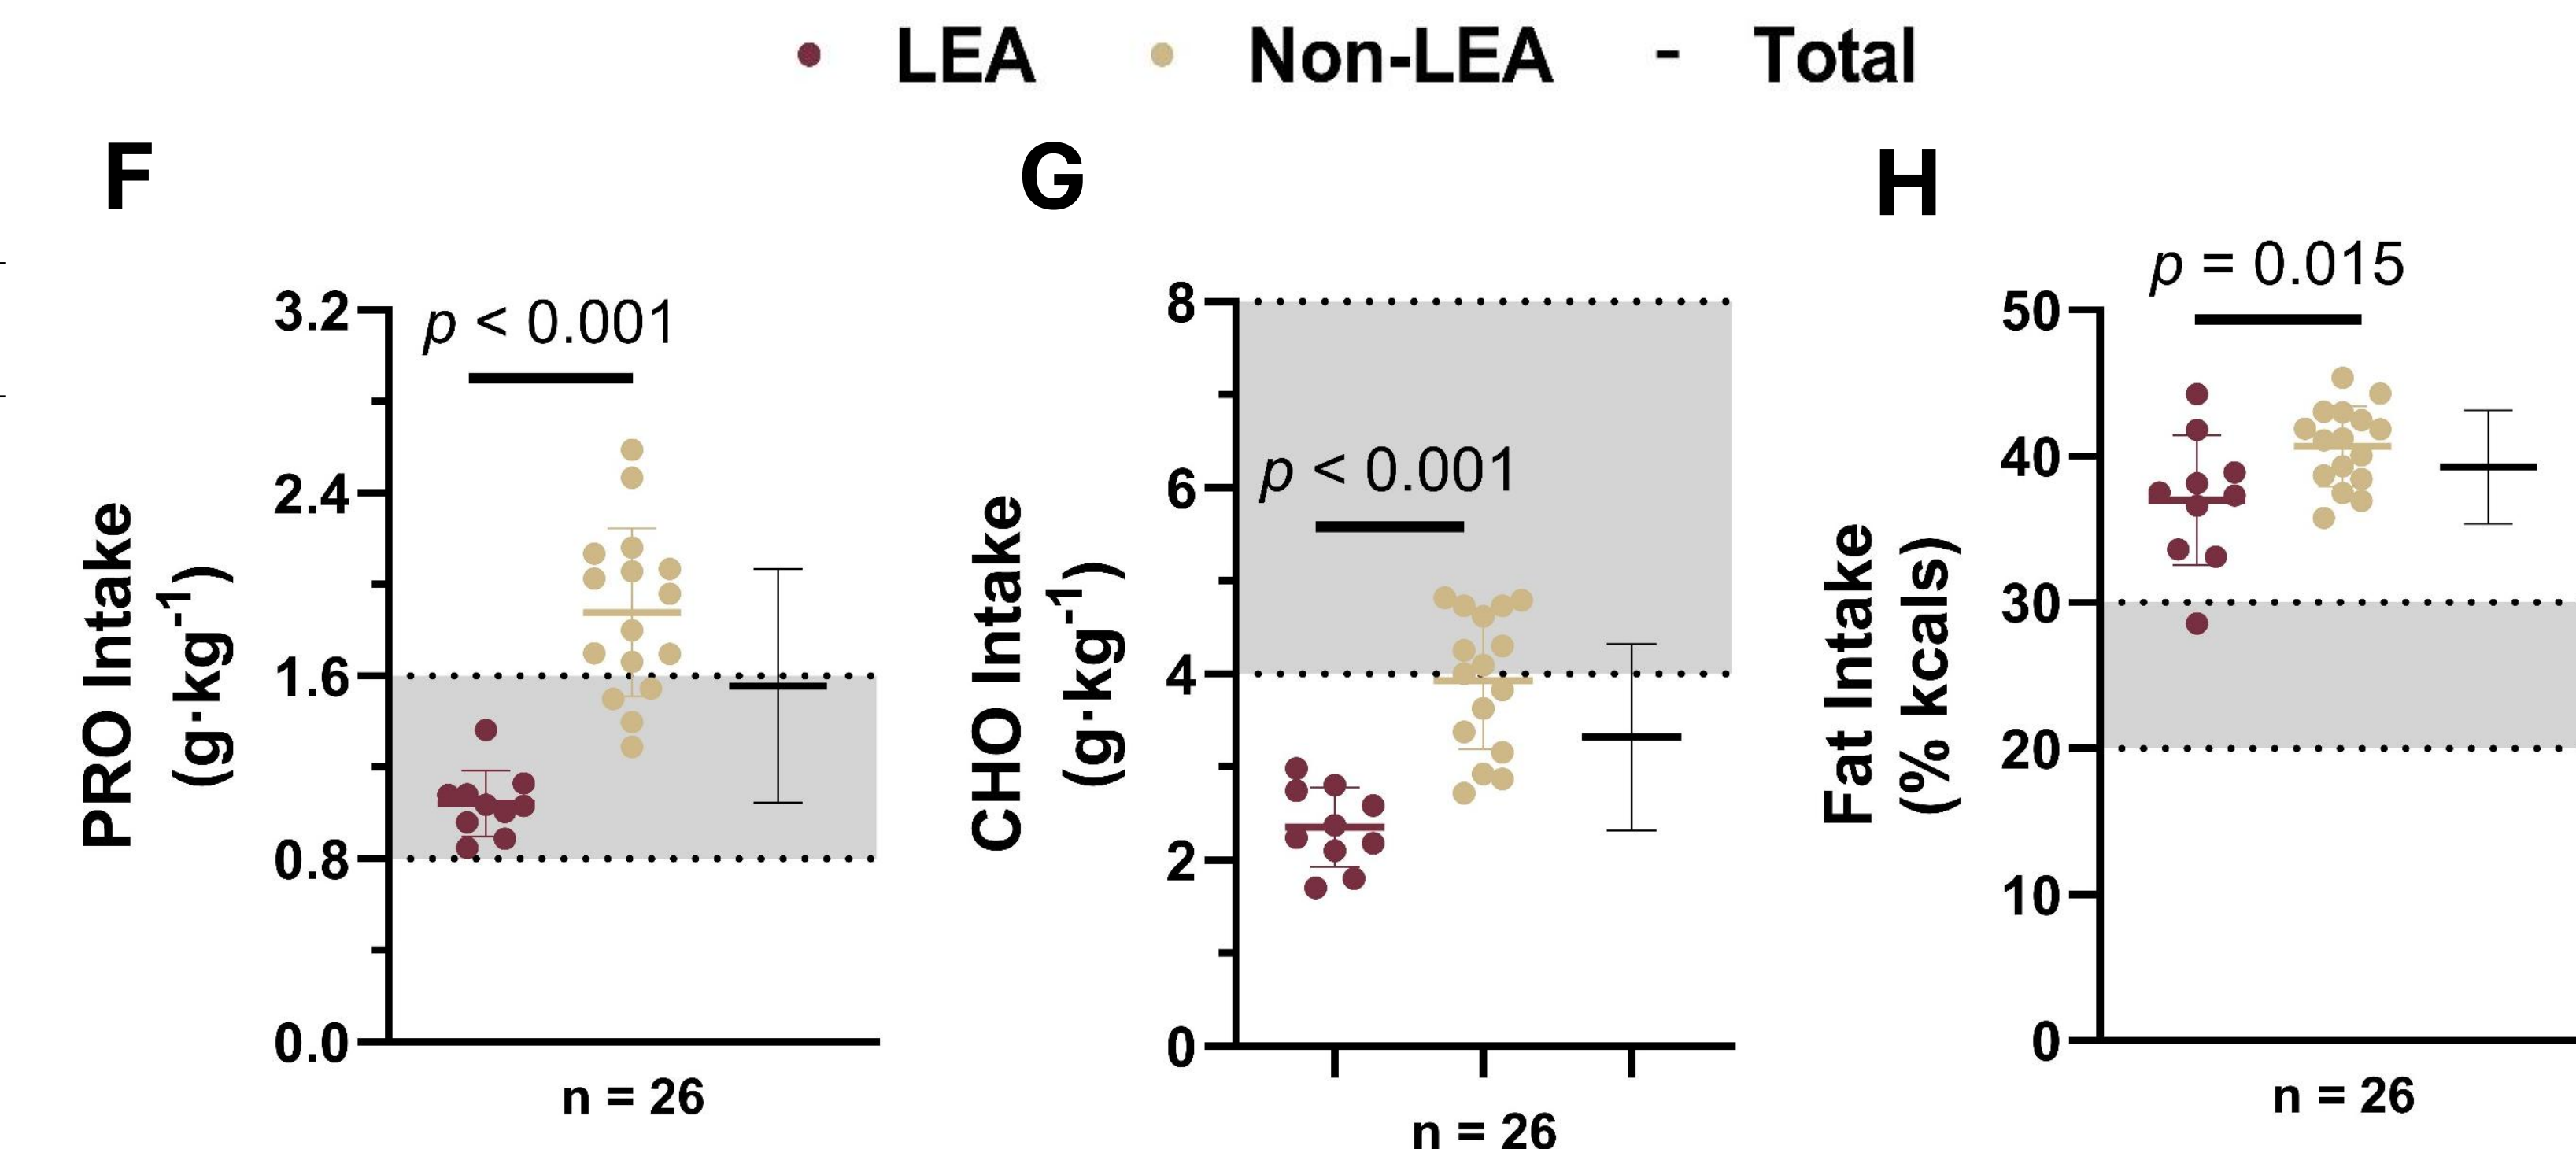 LEA Non-LEA - Total
F
PRO Intake
(g·kg⁻¹)
3.2
2.4
1.6
0.8
0.0
p < 0.001
n = 26
G
CHO Intake
(g·kg⁻¹)
8
6
4
2
0
p < 0.001
n = 26
H
Fat Intake
(% kcals)
50
40
30
20
10
0
p = 0.015
n = 26